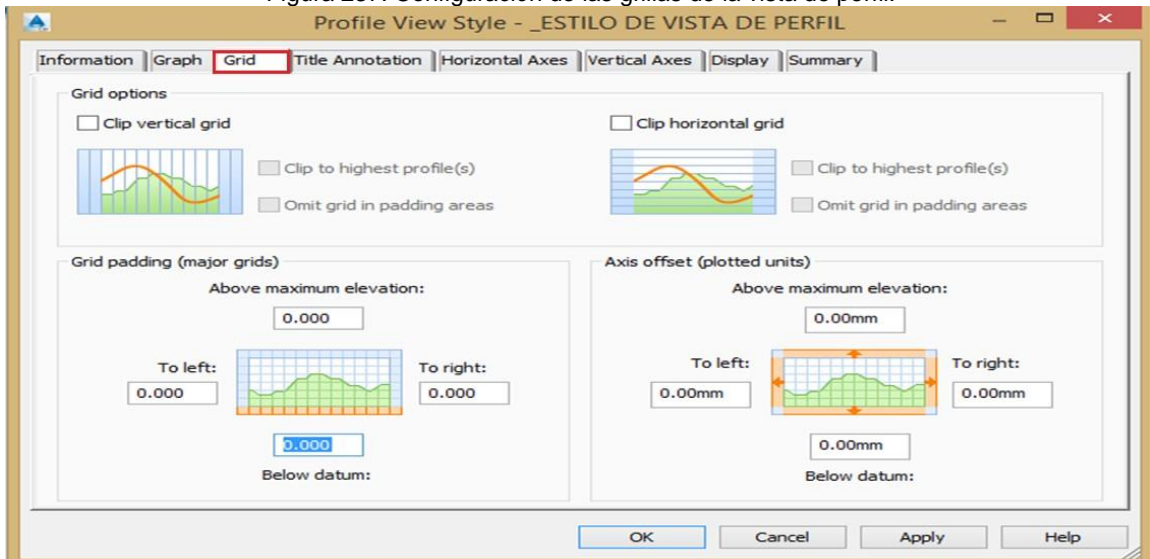 Profile View Style - _ESTILO DE VISTA DE PERFIL
Information Graph Grid Title Annotation Horizontal Axes Vertical Axes Display Summary
Grid options
Clip vertical grid
Clip to highest profile(s)
Omit grid in padding areas
Clip horizontal grid
Clip to highest profile(s)
Omit grid in padding areas
Grid padding (major grids)
Above maximum elevation:
0.000
To left:
0.000
To right:
0.000
0.000
Below datum:
Axis offset (plotted units)
Above maximum elevation:
0.00mm
To left:
0.00mm
To right:
0.00mm
0.00mm
Below datum:
OK Cancel Apply Help